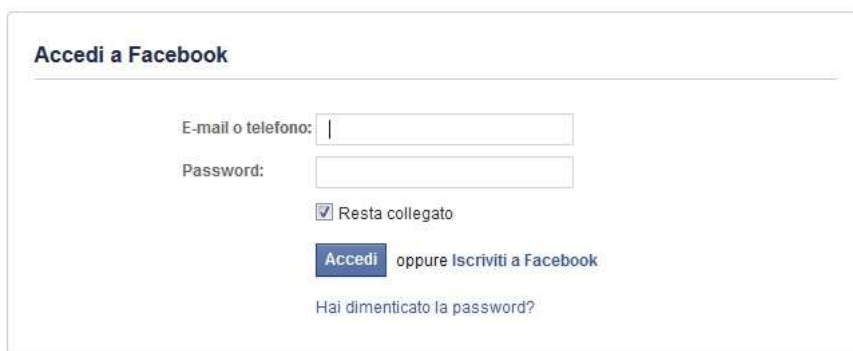 Accedi a Facebook
E-mail o telefono:
Password:
Resta collegato
Accedi oppure Iscriviti a Facebook
Hai dimenticato la password?